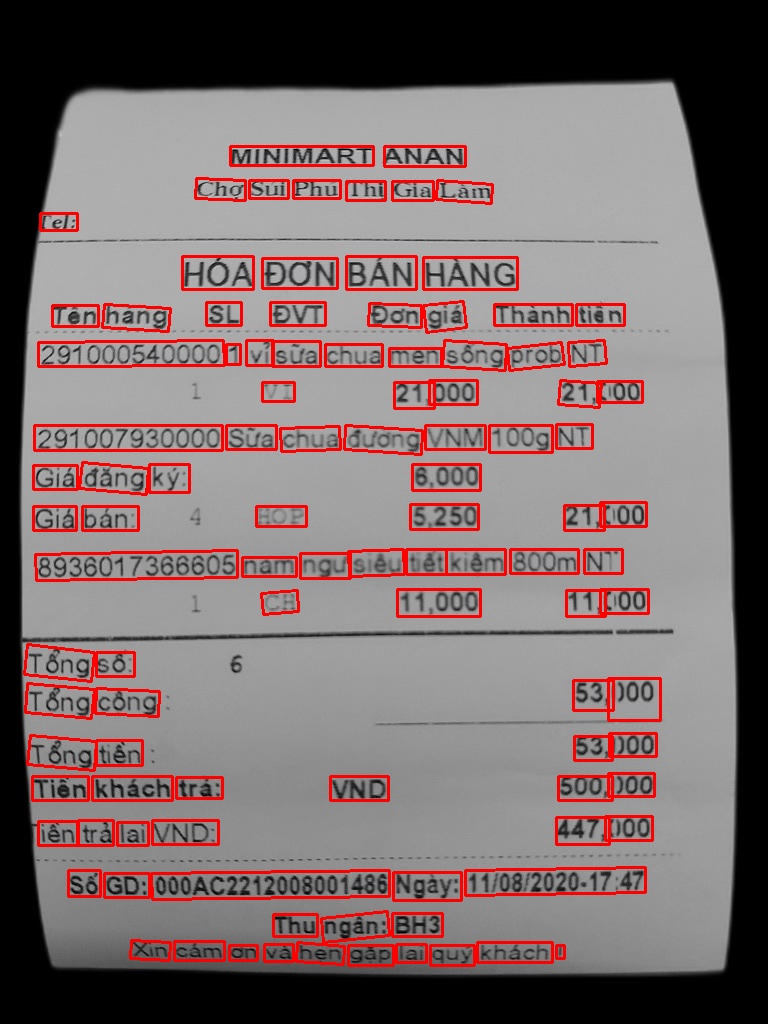 MINIMART ANAN
Chợ Sủi Phú Thị Gia Lâm
Tel:
HÓA ĐƠN BÁN HÀNG
Tên hàng SL ĐVT Đơn giá Thành tiền
291000540000 1 vỉ sữa chua men sống prob NT
1 VI 21,000 21,000
291007930000 Sữa chua đường VNM 100g NT
Giá đăng ký: 6,000
Giá bán: 4 HOP 5,250 21,000
8936017366605 nam ngư siêu tiết kiệm 800m NT
1 CH 11,000 11,000
Tổng số: 6
Tổng cộng : 53,000
Tổng tiền : 53,000
Tiền khách trả: VND 500,000
Tiền trả lại VND: 447,000
Số GD: 000AC2212008001486 Ngày: 11/08/2020-17:47
Thu ngân: BH3
Xin cảm ơn và hẹn gặp lại quý khách !